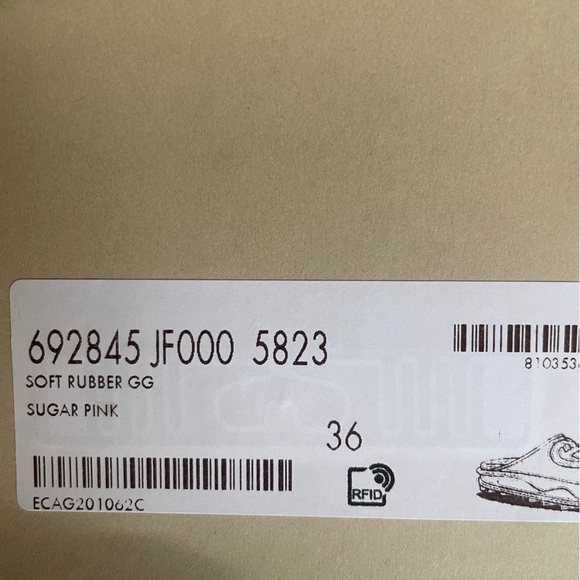 692845 JF000 5823
SOFT RUBBER GG
SUGAR PINK
36
ECAG201062C
RFID